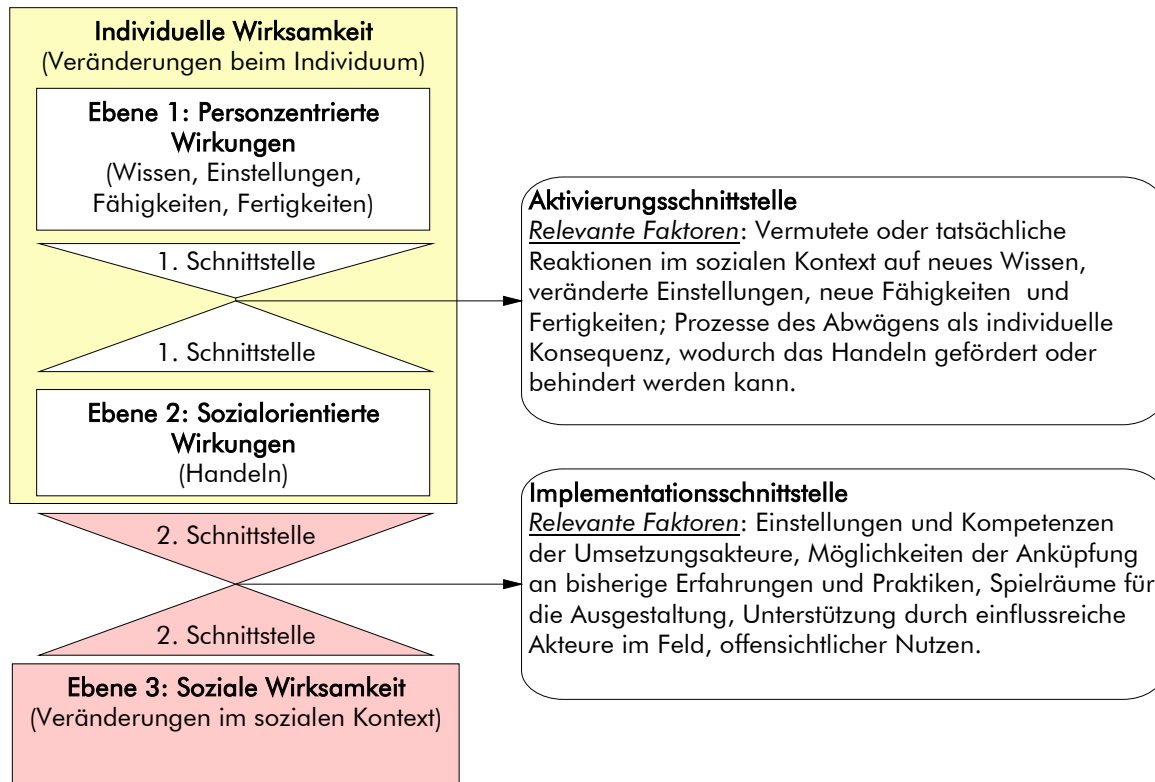 Individuelle Wirksamkeit
(Veränderungen beim Individuum)
Ebene 1: Personzentrierte
Wirkungen
(Wissen, Einstellungen,
Fähigkeiten, Fertigkeiten)
1. Schnittstelle
1. Schnittstelle
Ebene 2: Sozialorientierte
Wirkungen
(Handeln)
2. Schnittstelle
2. Schnittstelle
Ebene 3: Soziale Wirksamkeit
(Veränderungen im sozialen Kontext)
Aktivierungsschnittstelle
Relevante Faktoren: Vermutete oder tatsächliche
Reaktionen im sozialen Kontext auf neues Wissen,
veränderte Einstellungen, neue Fähigkeiten und
Fertigkeiten; Prozesse des Abwägens als individuelle
Konsequenz, wodurch das Handeln gefördert oder
behindert werden kann.
Implementationsschnittstelle
Relevante Faktoren: Einstellungen und Kompetenzen
der Umsetzungsakteure, Möglichkeiten der Anküpfung
an bisherige Erfahrungen und Praktiken, Spielräume für
die Ausgestaltung, Unterstützung durch einflussreiche
Akteure im Feld, offensichtlicher Nutzen.